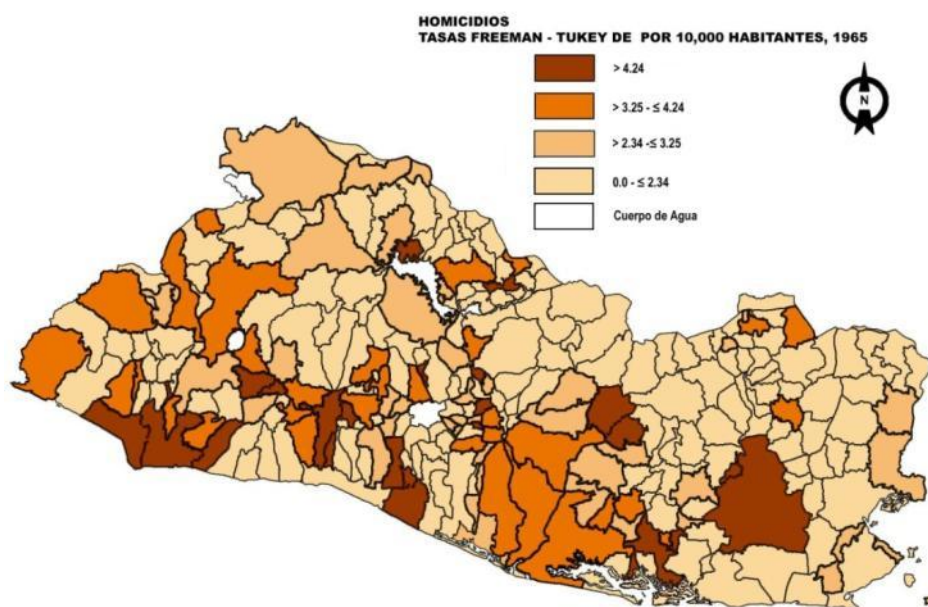 HOMICIDIOS
TASAS FREEMAN - TUKEY DE POR 10,000 HABITANTES, 1965
> 4.24
> 3.25 - ≤ 4.24
> 2.34 -≤ 3.25
0.0 - ≤ 2.34
Cuerpo de Agua
N